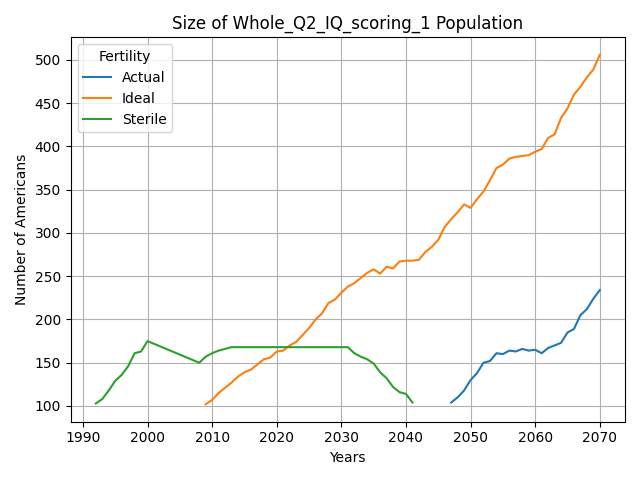 Size of Whole_Q2_IQ_scoring_1 Population
Fertility
Actual
Ideal
Sterile
Number of Americans
500
450
400
350
300
250
200
150
100
1990 2000 2010 2020 2030 2040 2050 2060 2070
Years